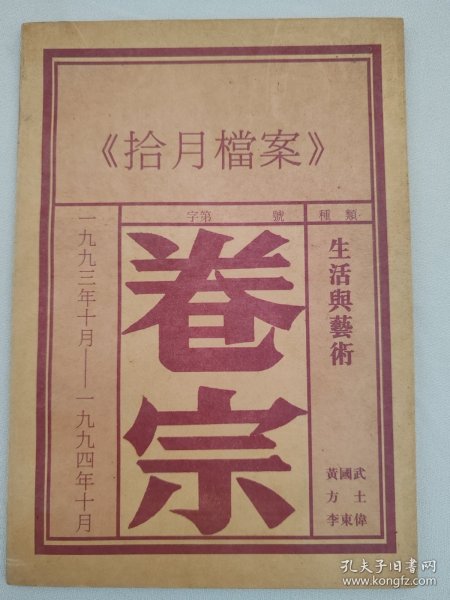 《拾月檔案》
種類
字第 號
生活與藝術
黃國武
方土
李東偉
卷宗
一九九三年十月——一九九四年十月
孔夫子旧书网
www.kongfz.com